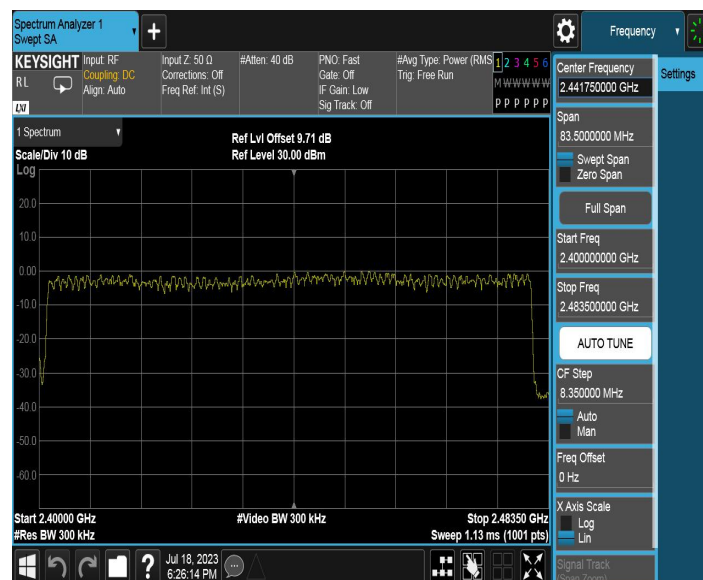 Spectrum Analyzer 1
Swept SA
+
Frequency
KEYSIGHT
RL
LXI
Input: RF
Coupling: DC
Align: Auto
Input Z: 50 Ω
Corrections: Off
Freq Ref: Int (S)
#Atten: 40 dB
PNO: Fast
Gate: Off
IF Gain: Low
Sig Track: Off
#Avg Type: Power (RMS
Trig: Free Run
1 2 3 4 5 6
M W W W W W
P P P P P P
1 Spectrum
Scale/Div 10 dB
Ref Lvl Offset 9.71 dB
Ref Level 30.00 dBm
Log
20.0
10.0
0.00
-10.0
-20.0
-30.0
-40.0
-50.0
-60.0
Start 2.40000 GHz
#Res BW 300 kHz
#Video BW 300 kHz
Stop 2.48350 GHz
Sweep 1.13 ms (1001 pts)
Jul 18, 2023
6:26:14 PM
?
Settings
Center Frequency
2.441750000 GHz
Span
83.5000000 MHz
Swept Span
Zero Span
Full Span
Start Freq
2.400000000 GHz
Stop Freq
2.483500000 GHz
AUTO TUNE
CF Step
8.350000 MHz
Auto
Man
Freq Offset
0 Hz
X Axis Scale
Log
Lin
Signal Track
(Span Zoom)